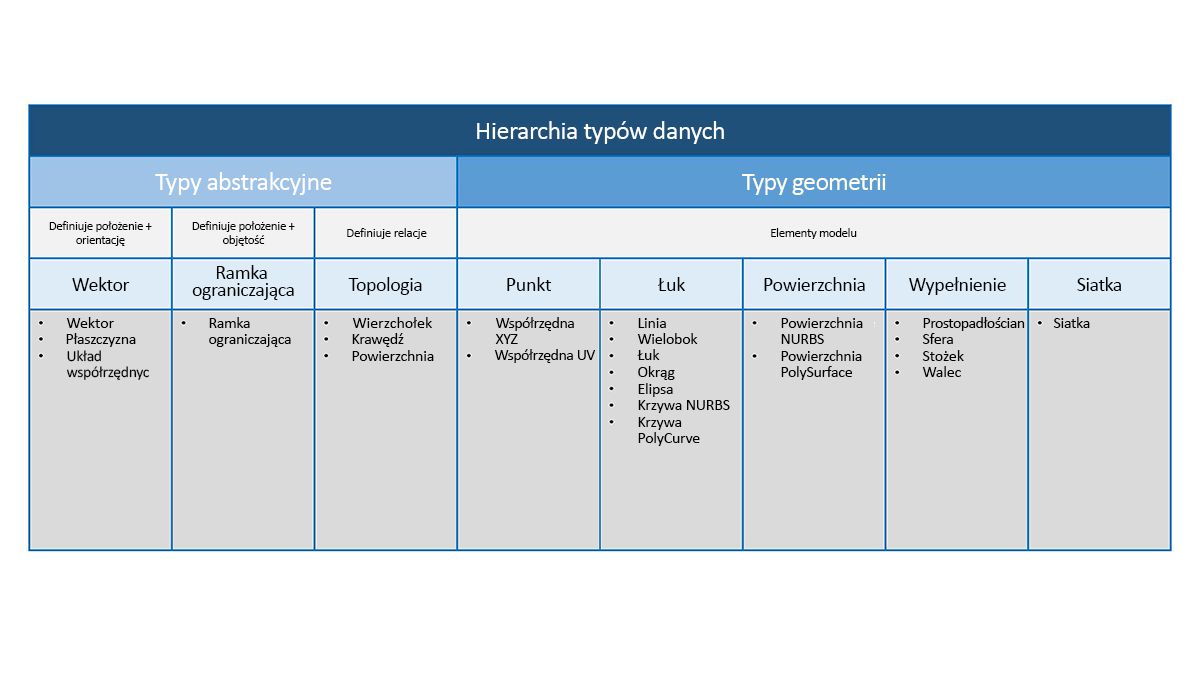 Hierarchia typów danych
Typy abstrakcyjne
Typy geometrii
Definiuje położenie +
orientację
Definiuje położenie +
objętość
Definiuje relacje
Elementy modelu
Wektor
Ramka
ograniczająca
Topologia
Punkt
Łuk
Powierzchnia
Wypełnienie
Siatka
• Wektor
• Płaszczyzna
• Układ
współrzędnyc
• Ramka
ograniczająca
• Wierzchołek
• Krawędź
• Powierzchnia
• Współrzędna
XYZ
• Współrzędna UV
• Linia
• Wielobok
• Łuk
• Okrąg
• Elipsa
• Krzywa NURBS
• Krzywa
PolyCurve
• Powierzchnia
NURBS
• Powierzchnia
PolySurface
• Prostopadłościan
• Sfera
• Stożek
• Walec
• Siatka